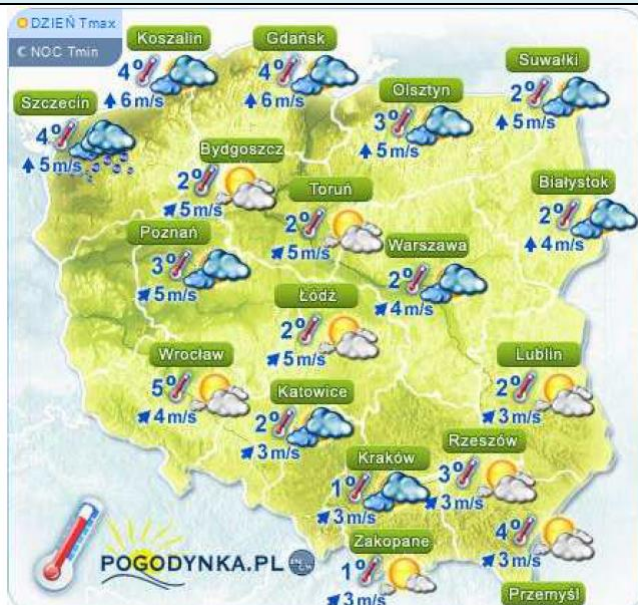 DZIEŃ Tmax
NOC Tmin
Koszalin
4°
6 m/s
Gdańsk
4°
6 m/s
Suwałki
2°
5 m/s
Olsztyn
3°
5 m/s
Szczecin
4°
5 m/s
Bydgoszcz
2°
5 m/s
Toruń
2°
5 m/s
Białystok
2°
4 m/s
Poznań
3°
5 m/s
Warszawa
2°
4 m/s
Łódź
2°
5 m/s
Wrocław
5°
4 m/s
Katowice
2°
3 m/s
Lublin
2°
3 m/s
Rzeszów
3°
3 m/s
Kraków
1°
3 m/s
4°
3 m/s
Przemyśl
Zakopane
1°
3 m/s
POGODYNKA.PL